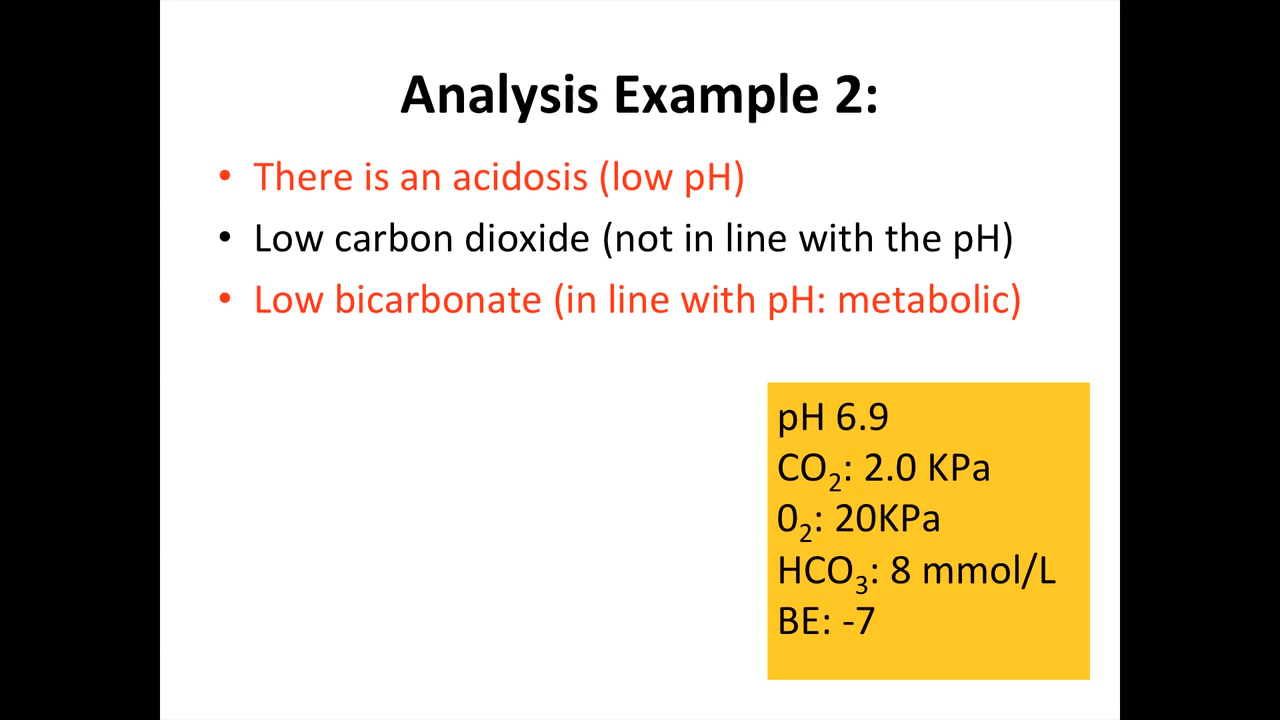 Analysis Example 2:
• There is an acidosis (low pH)
• Low carbon dioxide (not in line with the pH)
• Low bicarbonate (in line with pH: metabolic)
pH 6.9
CO₂: 2.0 KPa
0₂: 20KPa
HCO₃: 8 mmol/L
BE: -7